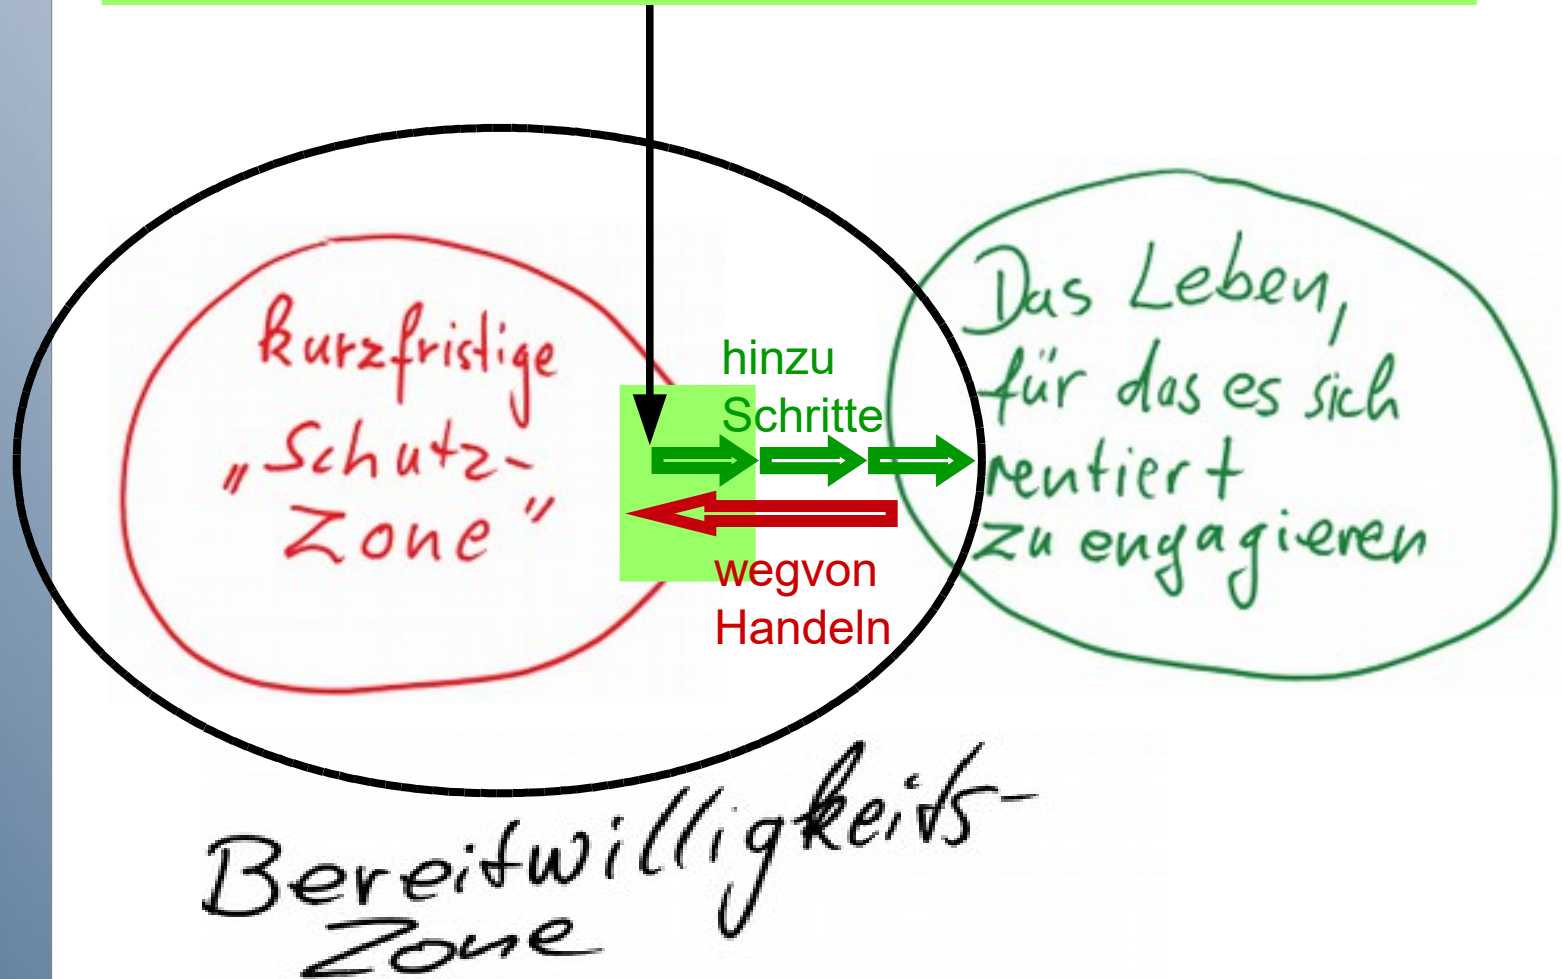 kurzfristige
„Schutz-
Zone"
hinzu
Schritte
wegvon
Handeln
Das Leben,
für das es sich
rentiert
zu engagieren
Bereitwilligkeits-
Zone